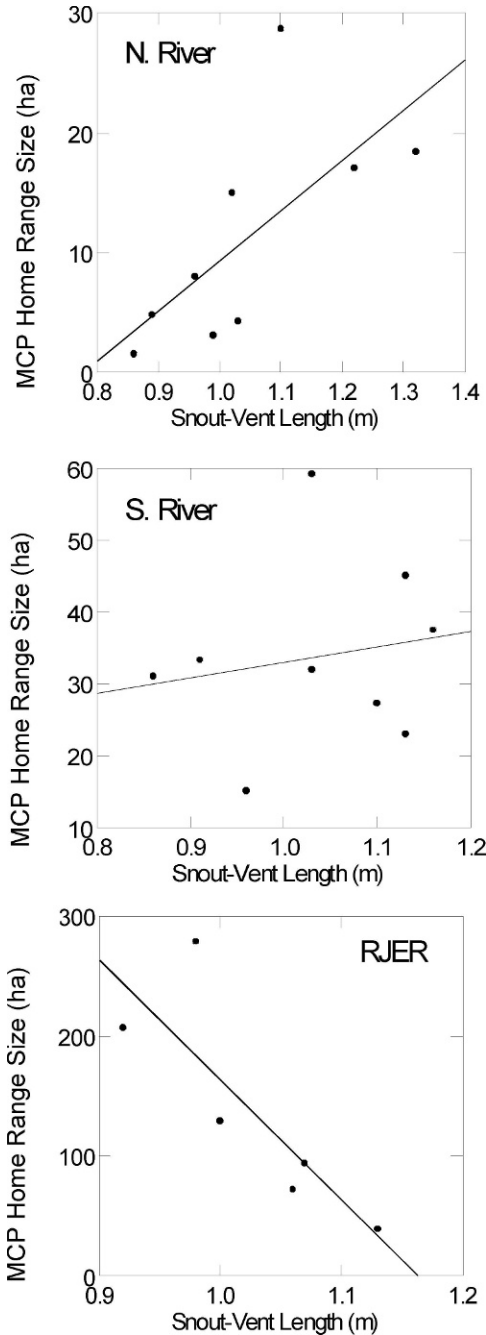 N. River
MCP Home Range Size (ha)
30
20
10
0
0.8 0.9 1.0 1.1 1.2 1.3 1.4
Snout-Vent Length (m)
S. River
MCP Home Range Size (ha)
60
50
40
30
20
10
0.8 0.9 1.0 1.1 1.2
Snout-Vent Length (m)
RJER
MCP Home Range Size (ha)
300
200
100
0
0.9 1.0 1.1 1.2
Snout-Vent Length (m)